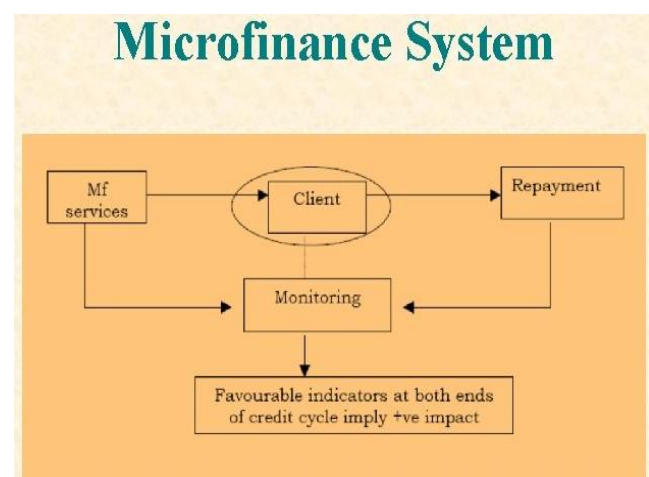 Microfinance System
Mf
services
Client
Repayment
Monitoring
Favourable indicators at both ends
of credit cycle imply +ve impact